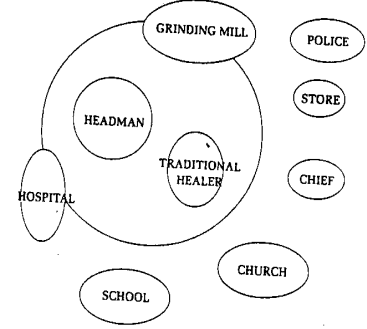 GRINDING MILL
POLICE
STORE
HEADMAN
TRADITIONAL
HEALER
CHIEF
HOSPITAL
CHURCH
SCHOOL